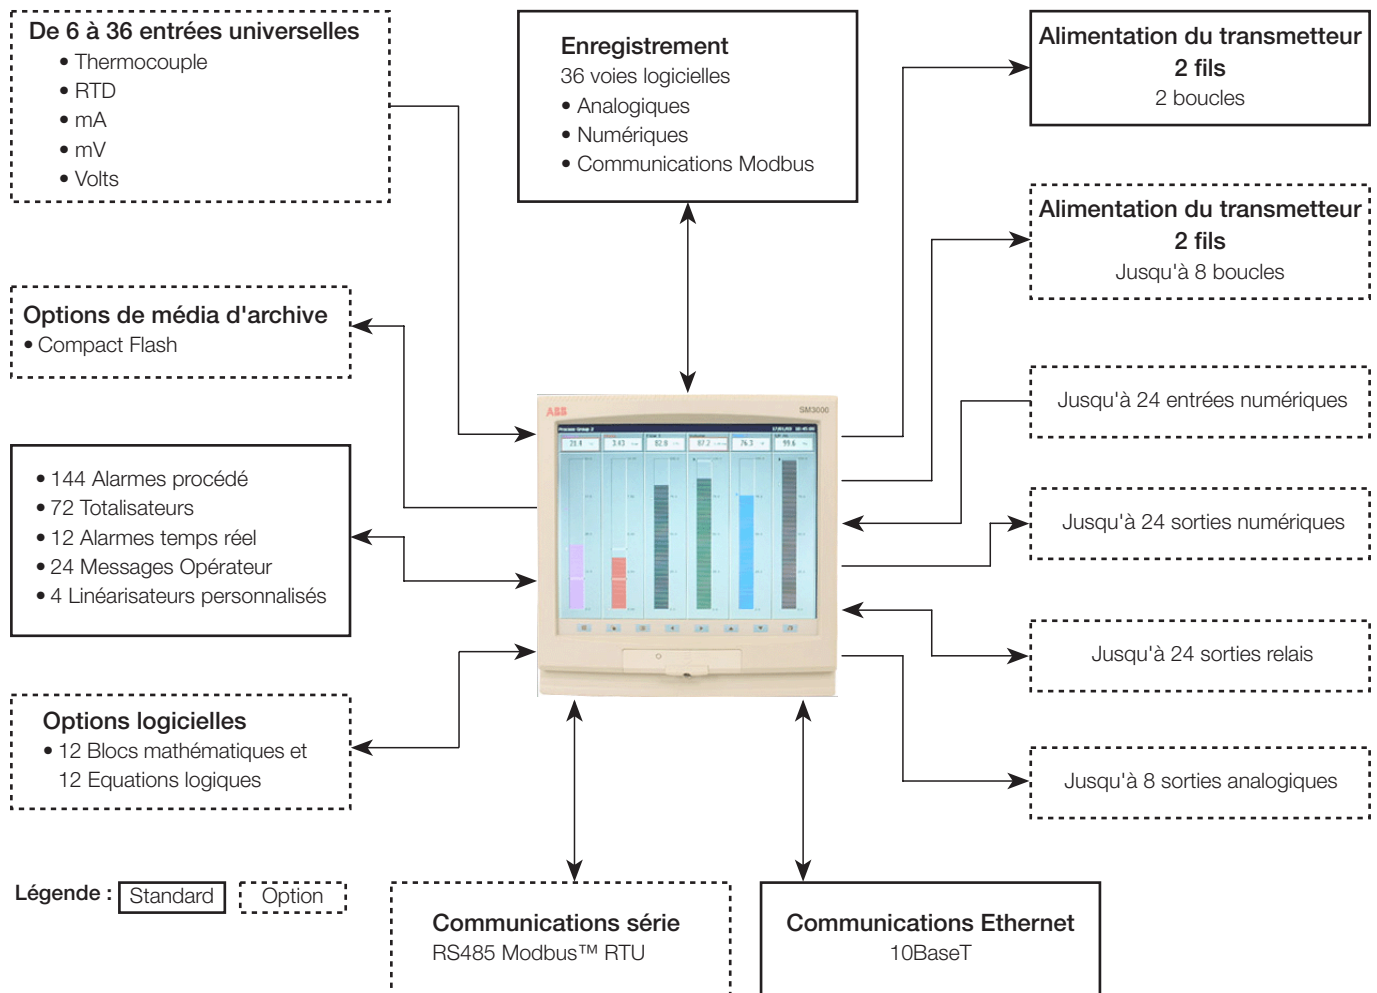 De 6 à 36 entrées universelles
• Thermocouple
• RTD
• mA
• mV
• Volts
Enregistrement
36 voies logicielles
• Analogiques
• Numériques
• Communications Modbus
Alimentation du transmetteur
2 fils
2 boucles
Alimentation du transmetteur
2 fils
Jusqu'à 8 boucles
Options de média d'archive
• Compact Flash
Jusqu'à 24 entrées numériques
ABB
SM3000
Process Group 2
• 144 Alarmes procédé
• 72 Totalisateurs
• 12 Alarmes temps réel
• 24 Messages Opérateur
• 4 Linéarisateurs personnalisés
Jusqu'à 24 sorties numériques
Jusqu'à 24 sorties relais
Options logicielles
• 12 Blocs mathématiques et
12 Equations logiques
Jusqu'à 8 sorties analogiques
Légende :
Standard
Option
Communications série
RS485 Modbus™ RTU
Communications Ethernet
10BaseT